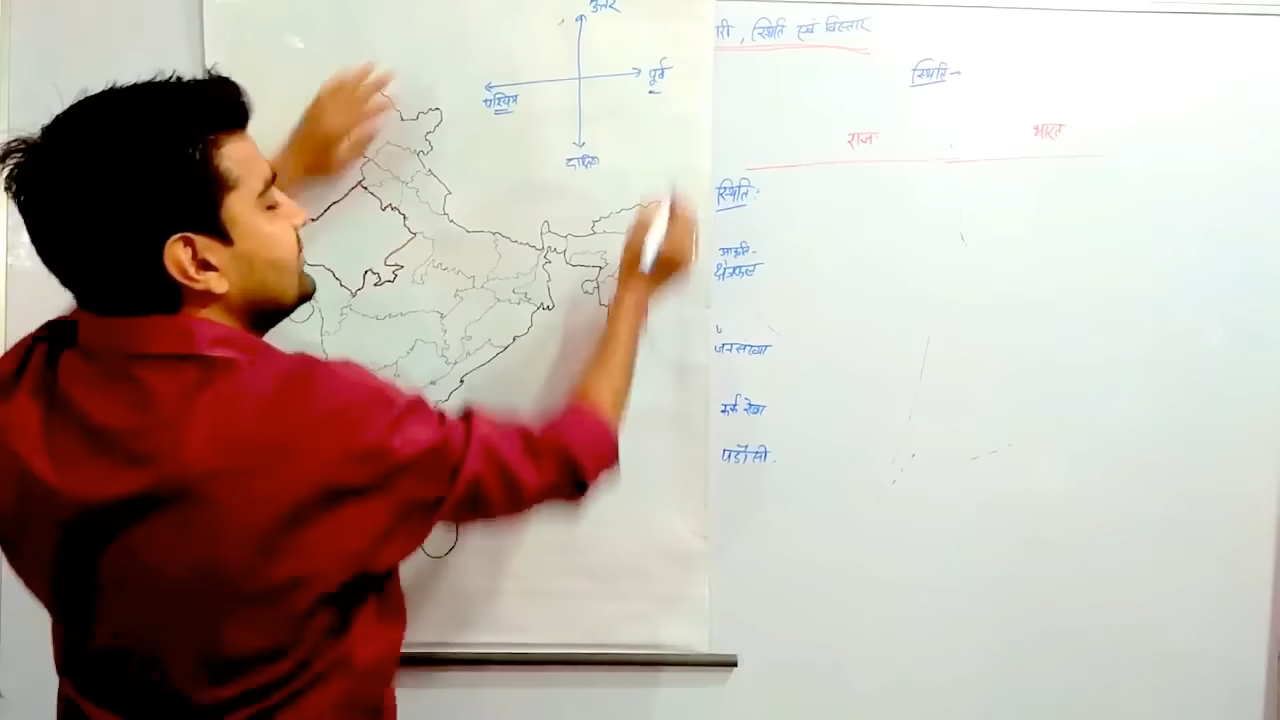 उत्तर
पूर्व
पश्चिम
दक्षिण
री , स्थिति एवं विस्तार
स्थिति→
राज.
भारत
स्थिति:
आकृति-
क्षेत्रफल
जनसंख्या
कर्क रेखा
पडौसी.